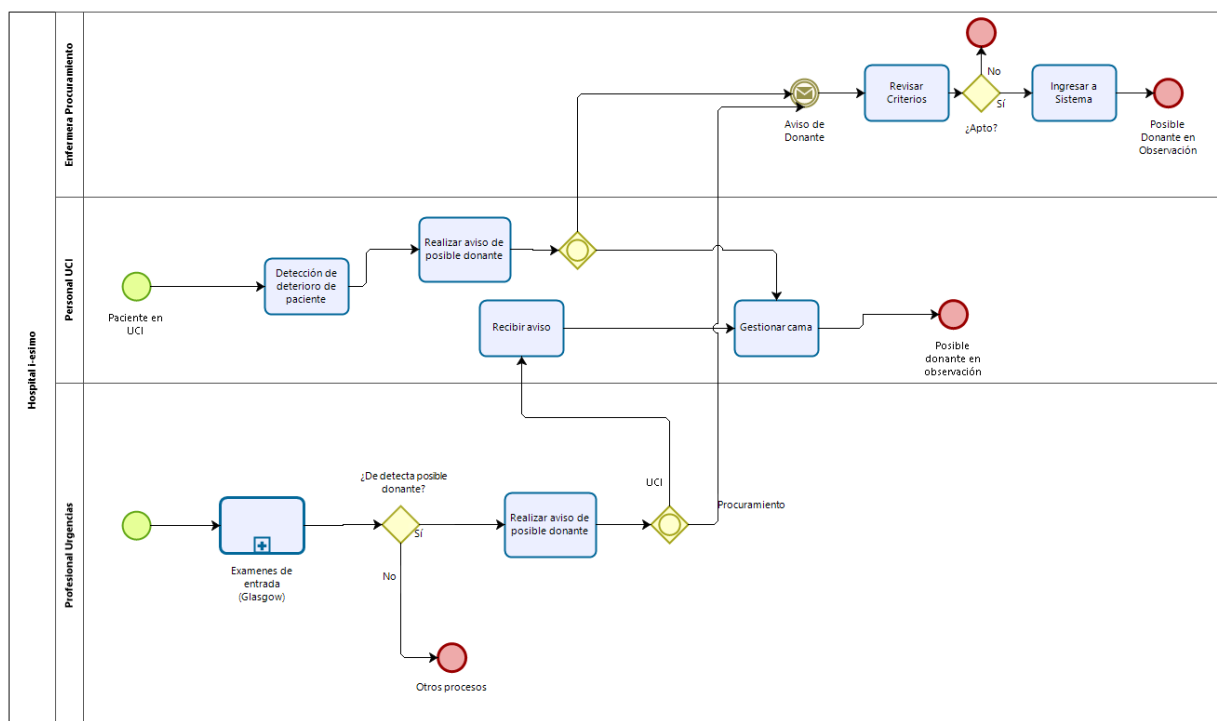 Hospital i-esimo
Enfermera Procuramiento
Aviso de
Donante
Revisar
Criterios
No
Sí
¿Apto?
Ingresar a
Sistema
Posible
Donante en
Observación
Personal UCI
Paciente en
UCI
Detección de
deterioro de
paciente
Realizar aviso de
posible donante
Recibir aviso
Gestionar cama
Posible
donante en
observación
Profesional Urgencias
Examenes de
entrada
(Glasgow)
¿De detecta posible
donante?
Sí
No
Otros procesos
Realizar aviso de
posible donante
UCI
Procuramiento